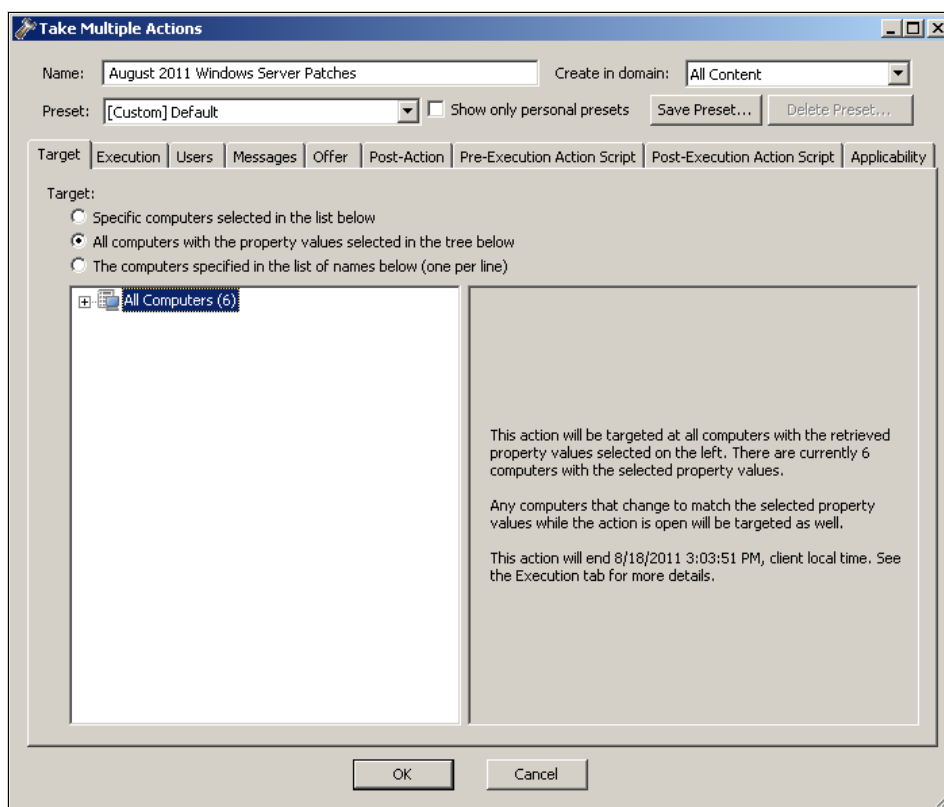 Take Multiple Actions
Name: August 2011 Windows Server Patches Create in domain: All Content
Preset: [Custom] Default Show only personal presets Save Preset... Delete Preset...
Target Execution Users Messages Offer Post-Action Pre-Execution Action Script Post-Execution Action Script Applicability
Target:
Specific computers selected in the list below
All computers with the property values selected in the tree below
The computers specified in the list of names below (one per line)
All Computers (6)
This action will be targeted at all computers with the retrieved
property values selected on the left. There are currently 6
computers with the selected property values.
Any computers that change to match the selected property
values while the action is open will be targeted as well.
This action will end 8/18/2011 3:03:51 PM, client local time. See
the Execution tab for more details.
OK Cancel